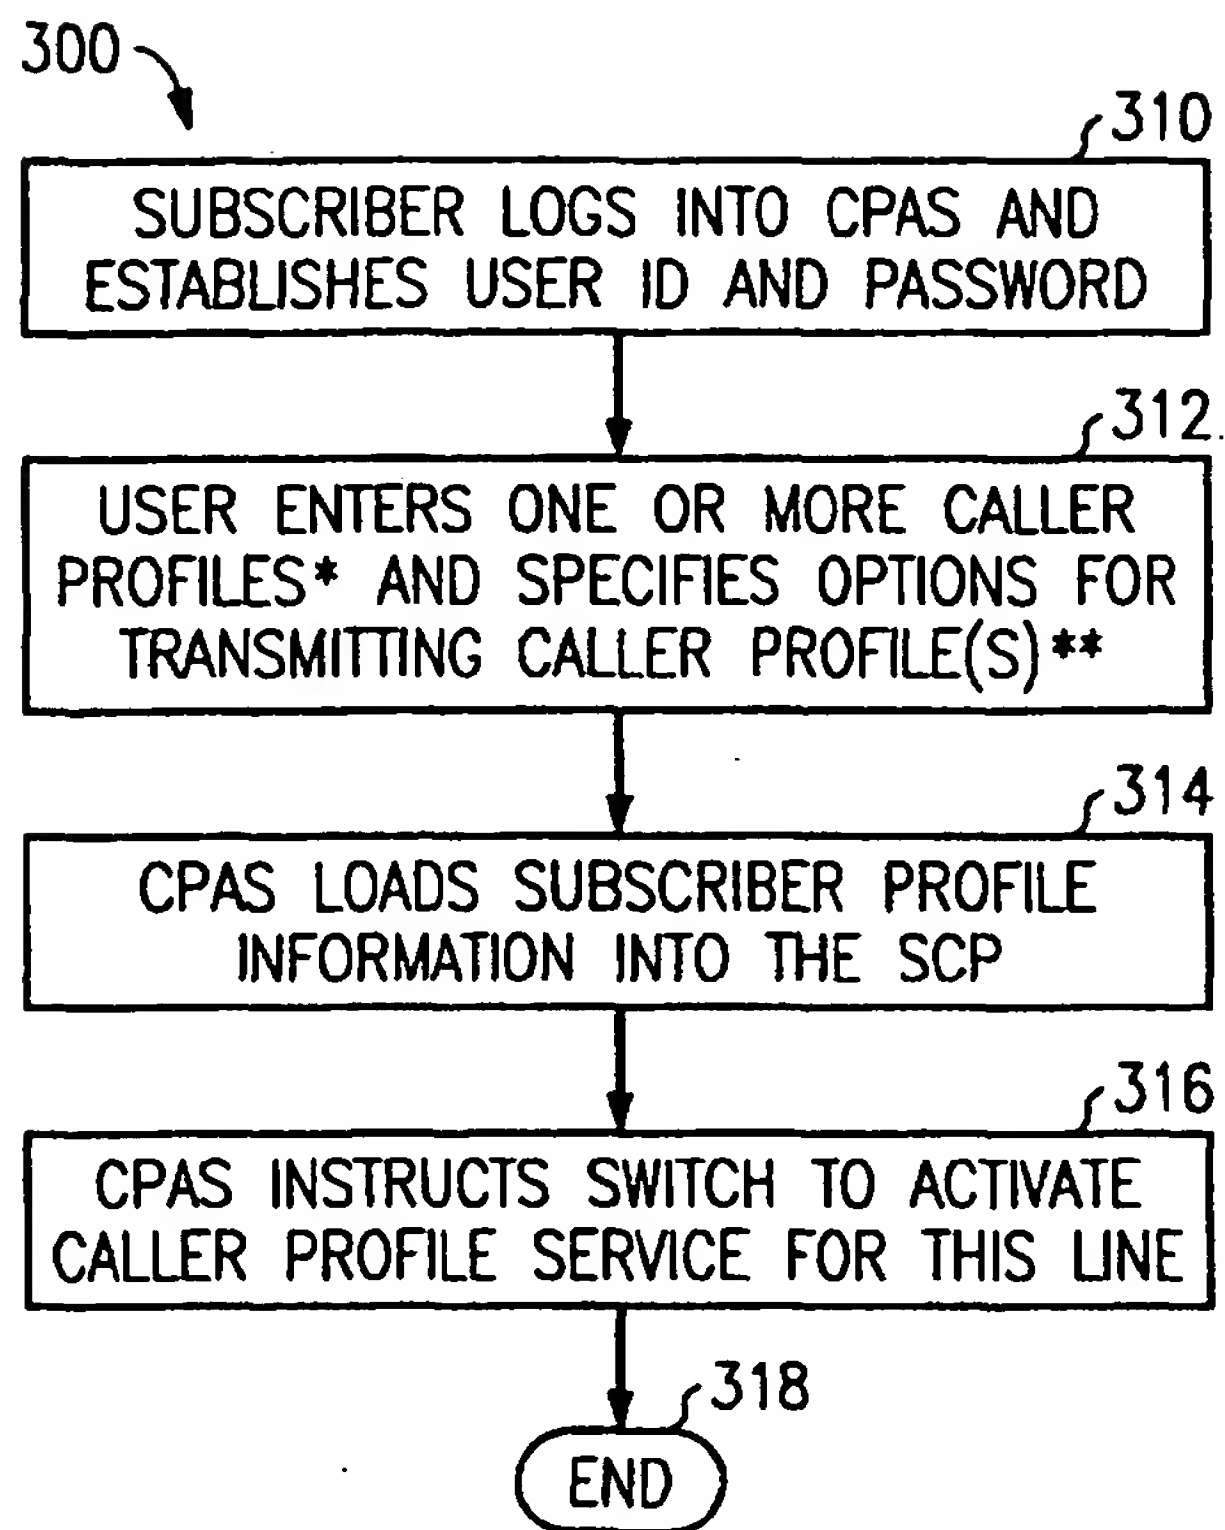 300
310
SUBSCRIBER LOGS INTO CPAS AND
ESTABLISHES USER ID AND PASSWORD
312
USER ENTERS ONE OR MORE CALLER
PROFILES* AND SPECIFIES OPTIONS FOR
TRANSMITTING CALLER PROFILE(S)**
314
CPAS LOADS SUBSCRIBER PROFILE
INFORMATION INTO THE SCP
316
CPAS INSTRUCTS SWITCH TO ACTIVATE
CALLER PROFILE SERVICE FOR THIS LINE
318
END